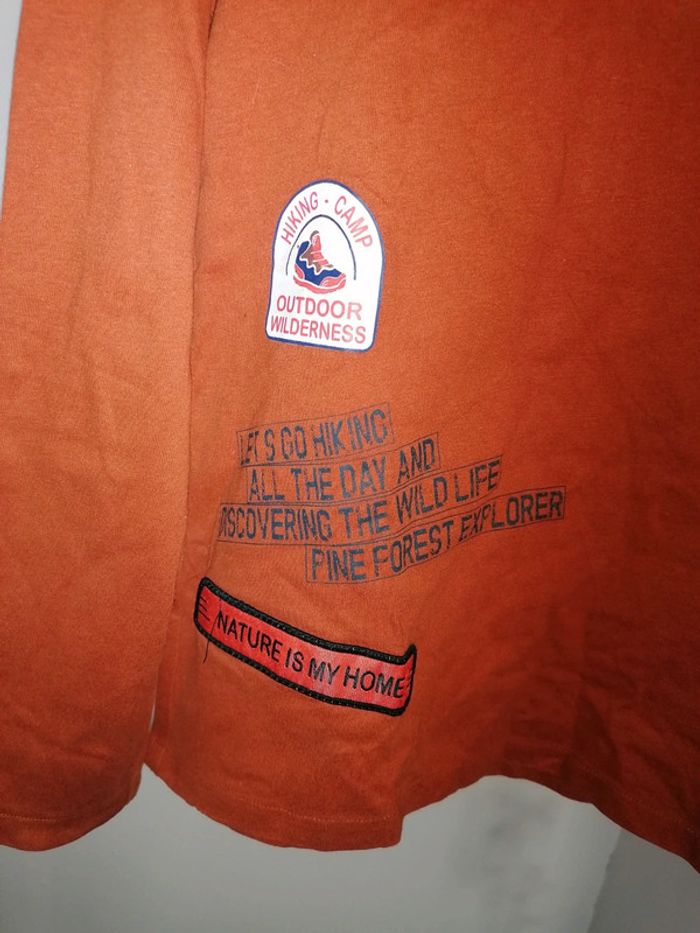 HIKING - CAMP
OUTDOOR
WILDERNESS
LET'S GO HIKING
ALL THE DAY AND
DISCOVERING THE WILD LIFE
PINE FOREST EXPLORER
NATURE IS MY HOME